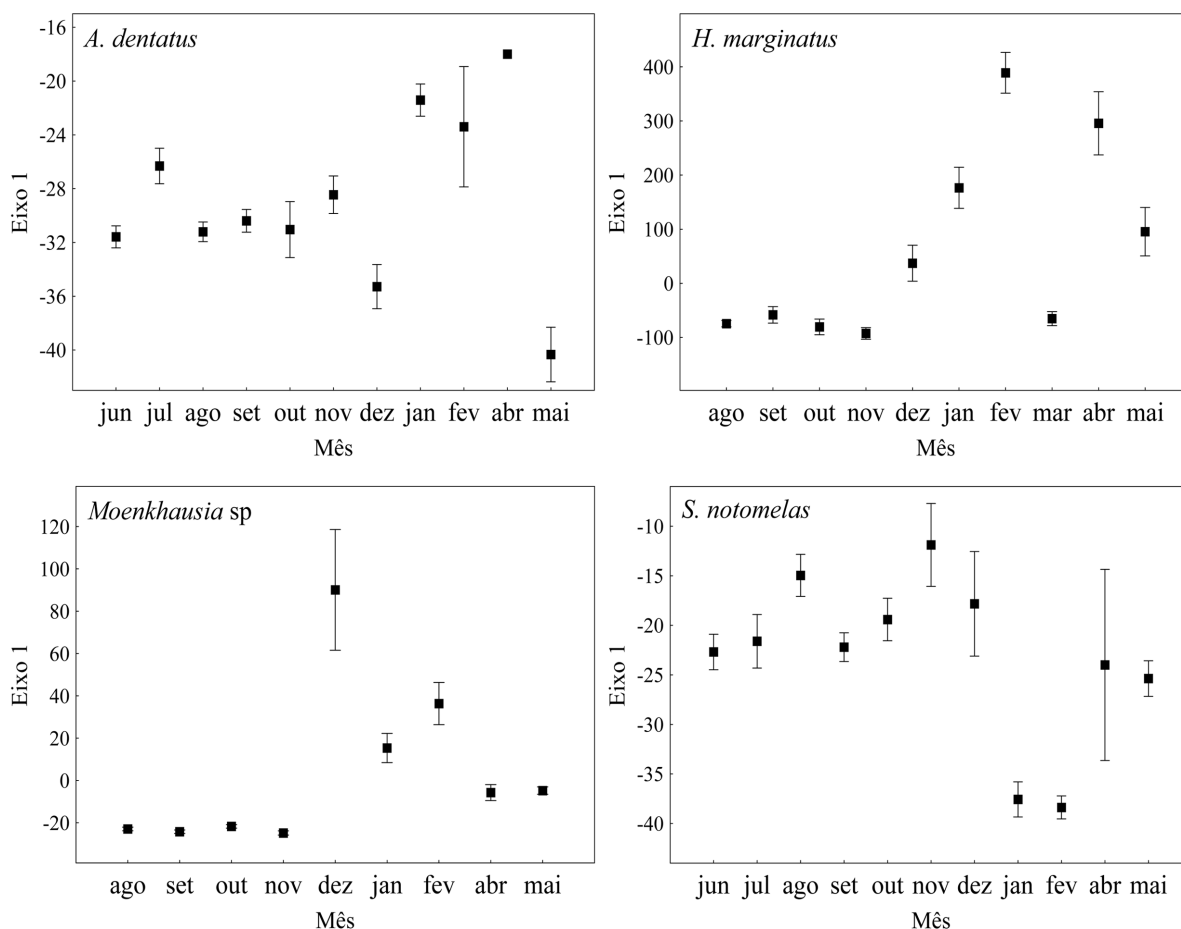 A. dentatus
-16
-20
-24
-28
-32
-36
-40
Eixo 1
jun jul ago set out nov dez jan fev abr mai
Mês
H. marginatus
400
300
200
100
0
-100
Eixo 1
ago set out nov dez jan fev mar abr mai
Mês
Moenkhausia sp
120
100
80
60
40
20
0
-20
Eixo 1
ago set out nov dez jan fev abr mai
Mês
S. notomelas
-10
-15
-20
-25
-30
-35
-40
Eixo 1
jun jul ago set out nov dez jan fev abr mai
Mês